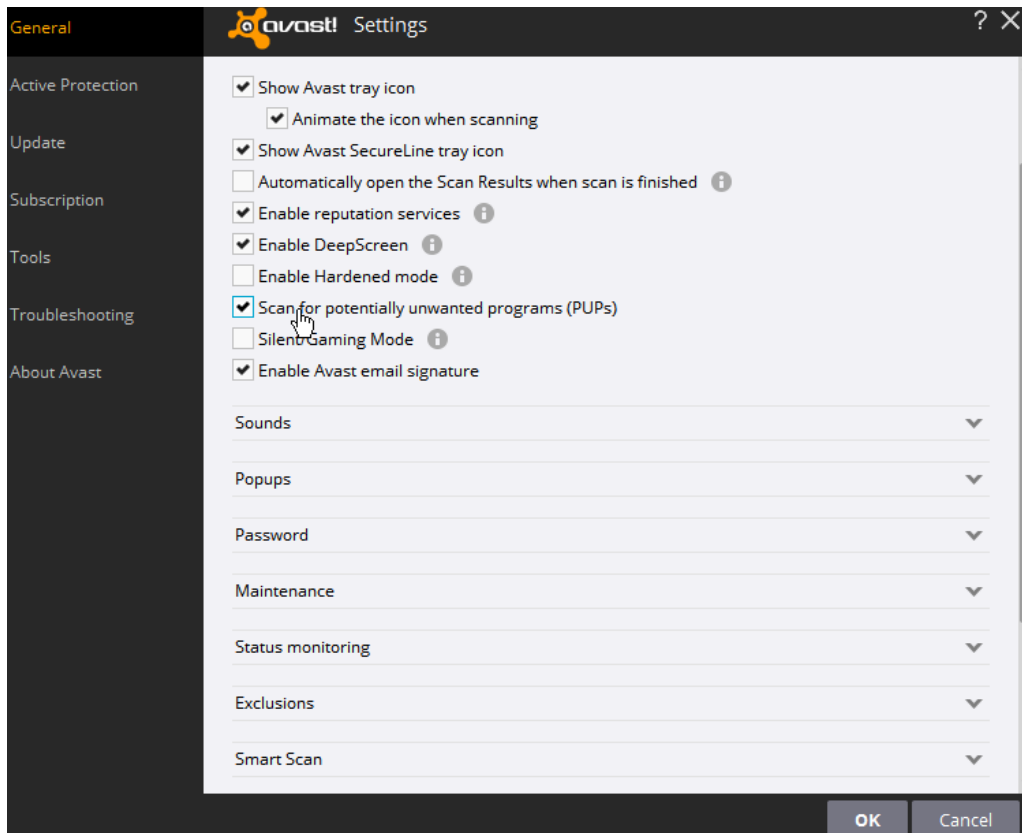 General
avast! Settings
?
Active Protection
Update
Subscription
Tools
Troubleshooting
About Avast
Show Avast tray icon
Animate the icon when scanning
Show Avast SecureLine tray icon
Automatically open the Scan Results when scan is finished
Enable reputation services
Enable DeepScreen
Enable Hardened mode
Scan for potentially unwanted programs (PUPs)
Silent Gaming Mode
Enable Avast email signature
Sounds
Popups
Password
Maintenance
Status monitoring
Exclusions
Smart Scan
OK
Cancel